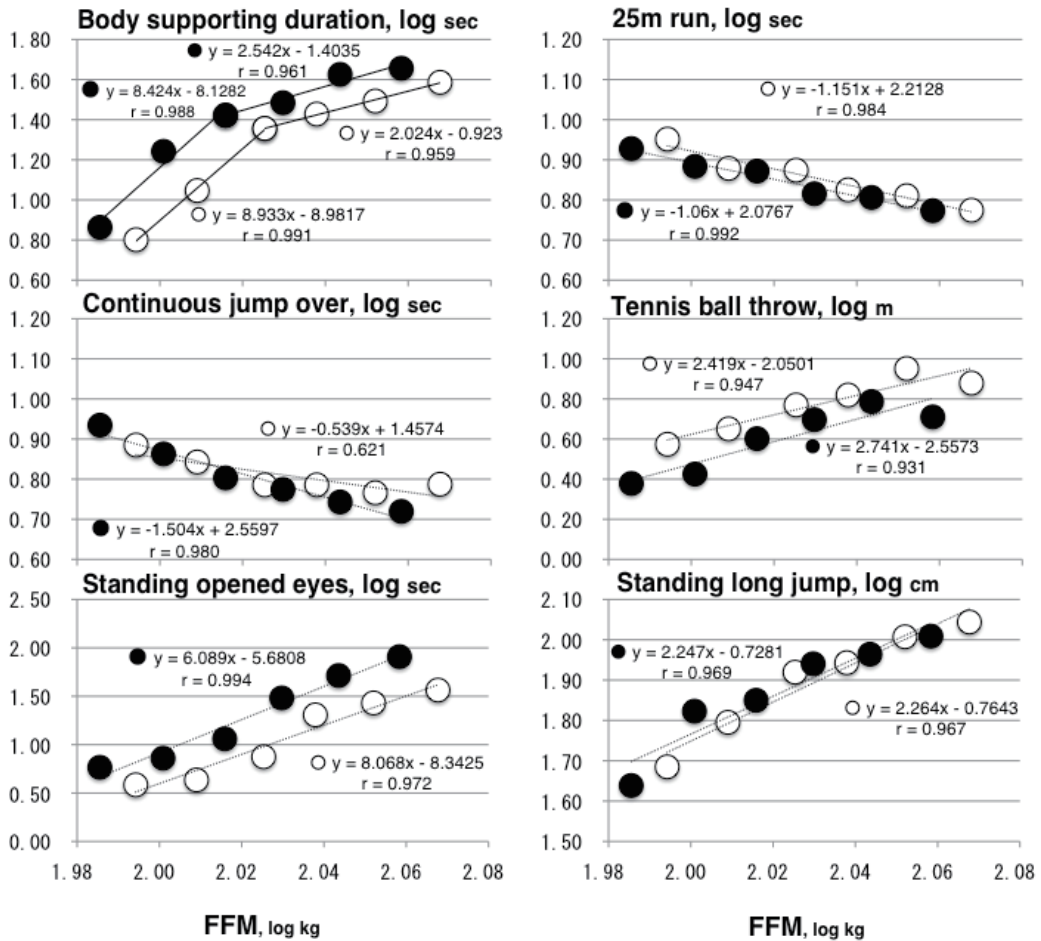 Body supporting duration, log sec
1.80
1.60
1.40
1.20
1.00
0.80
0.60
y = 2.542x - 1.4035
r = 0.961
y = 8.424x - 8.1282
r = 0.988
y = 2.024x - 0.923
r = 0.959
y = 8.933x - 8.9817
r = 0.991
25m run, log sec
1.20
1.10
1.00
0.90
0.80
0.70
0.60
y = -1.151x + 2.2128
r = 0.984
y = -1.06x + 2.0767
r = 0.992
Continuous jump over, log sec
1.20
1.10
1.00
0.90
0.80
0.70
0.60
y = -0.539x + 1.4574
r = 0.621
y = -1.504x + 2.5597
r = 0.980
Tennis ball throw, log m
1.20
1.00
0.80
0.60
0.40
0.20
0.00
y = 2.419x - 2.0501
r = 0.947
y = 2.741x - 2.5573
r = 0.931
Standing opened eyes, log sec
2.50
2.00
1.50
1.00
0.50
0.00
y = 6.089x - 5.6808
r = 0.994
y = 8.068x - 8.3425
r = 0.972
1.98 2.00 2.02 2.04 2.06 2.08
FFM, log kg
Standing long jump, log cm
2.10
2.00
1.90
1.80
1.70
1.60
1.50
y = 2.247x - 0.7281
r = 0.969
y = 2.264x - 0.7643
r = 0.967
1.98 2.00 2.02 2.04 2.06 2.08
FFM, log kg